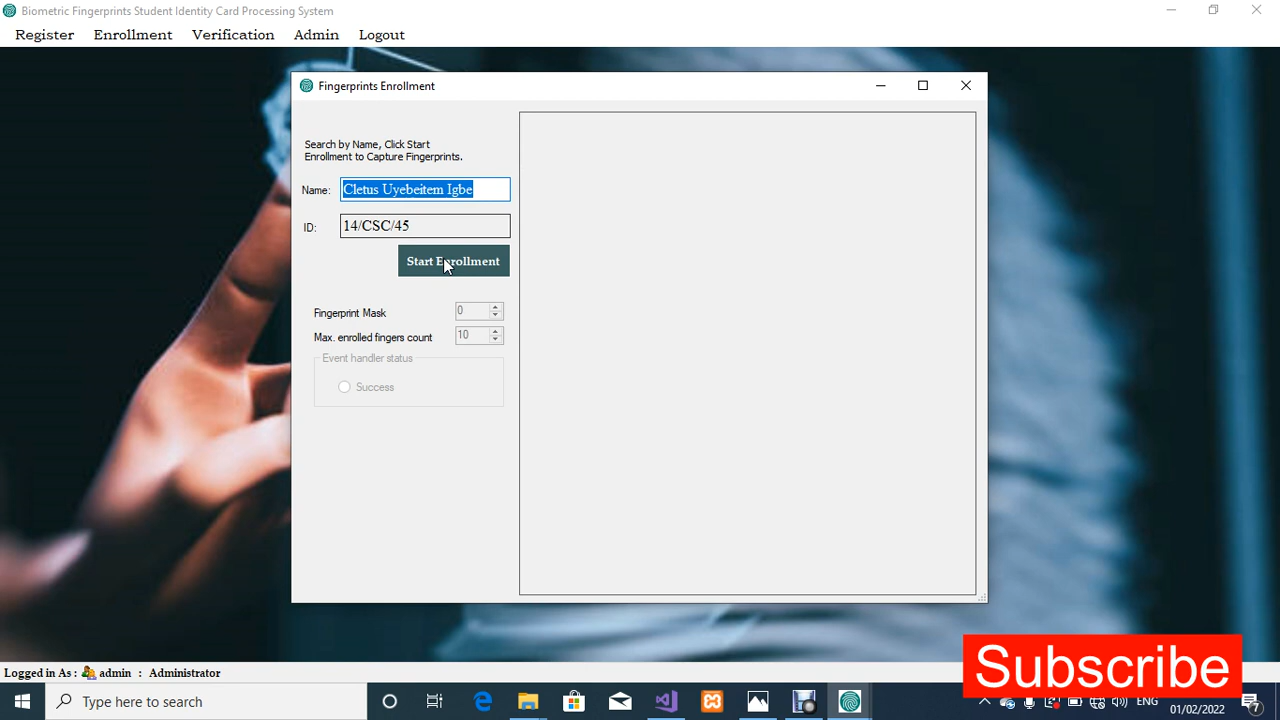 Biometric Fingerprints Student Identity Card Processing System
Register Enrollment Verification Admin Logout
Fingerprints Enrollment
Search by Name, Click Start
Enrollment to Capture Fingerprints.
Name: Cletus Uyebeitem Igbe
ID: 14/CSC/45
Start Enrollment
Fingerprint Mask 0
Max. enrolled fingers count 10
Event handler status
Success
Logged in As : admin : Administrator
Subscribe
Type here to search
ENG
01/02/2022
7